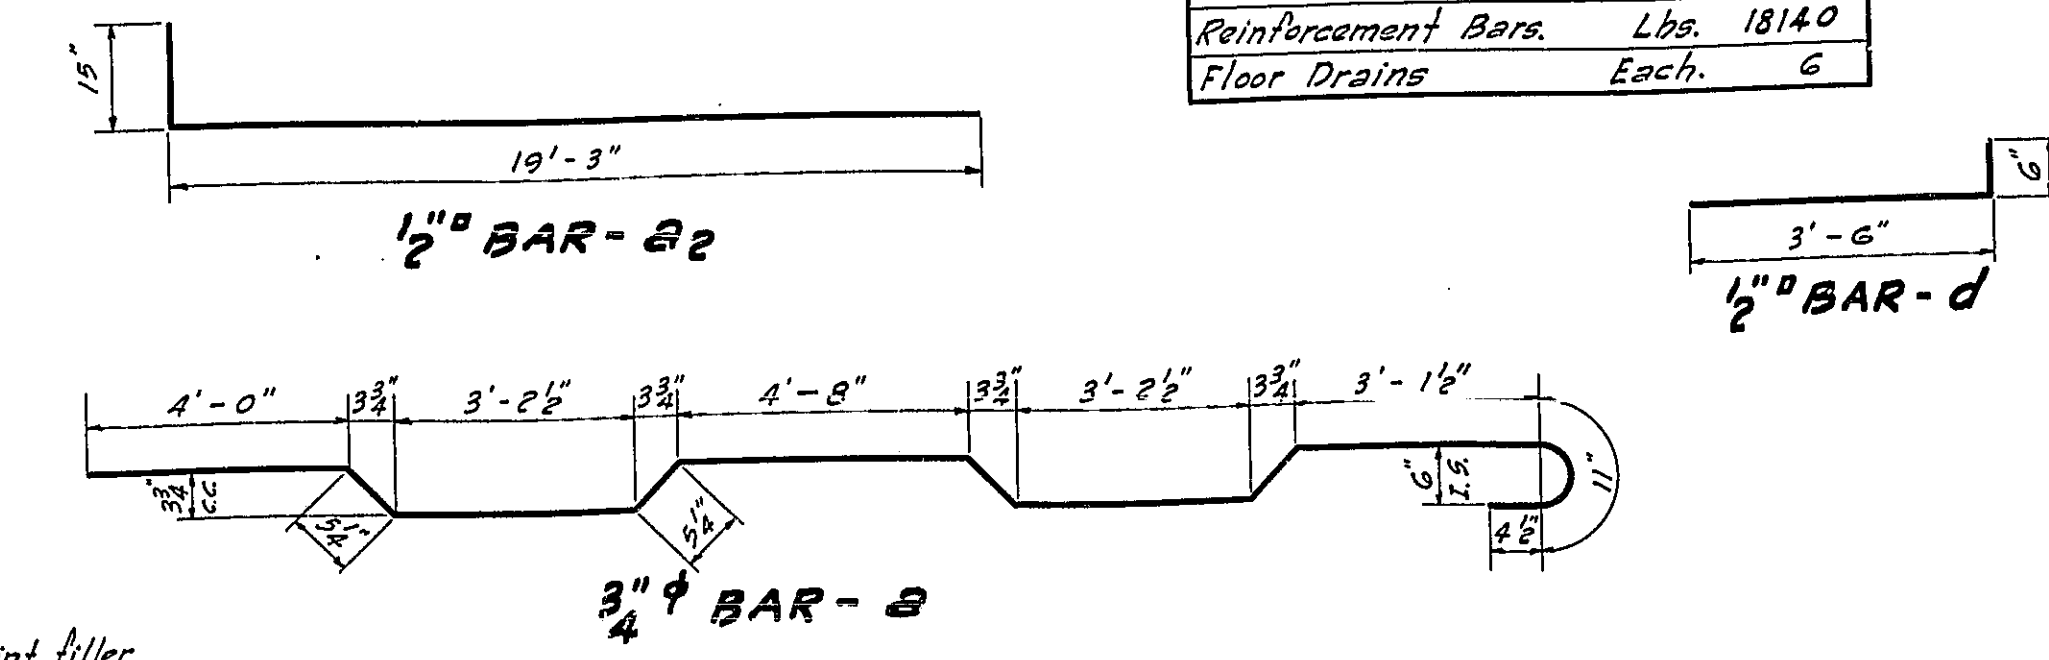 Reinforcement Bars. Lbs. 18140
Floor Drains Each. 6
15"
19'-3"
1/2"□ BAR-a2
6"
3'-6"
1/2"□ BAR-d
4'-0" 3 3/4" 3'-2 1/2" 3 3/4" 4'-8" 3 3/4" 3'-2 1/2" 3 3/4" 3'-1 1/2"
3 3/4" C.C.
5 1/4"
5 1/4"
6" I.S.
11"
4 1/2"
3/4"φ BAR-a
filler